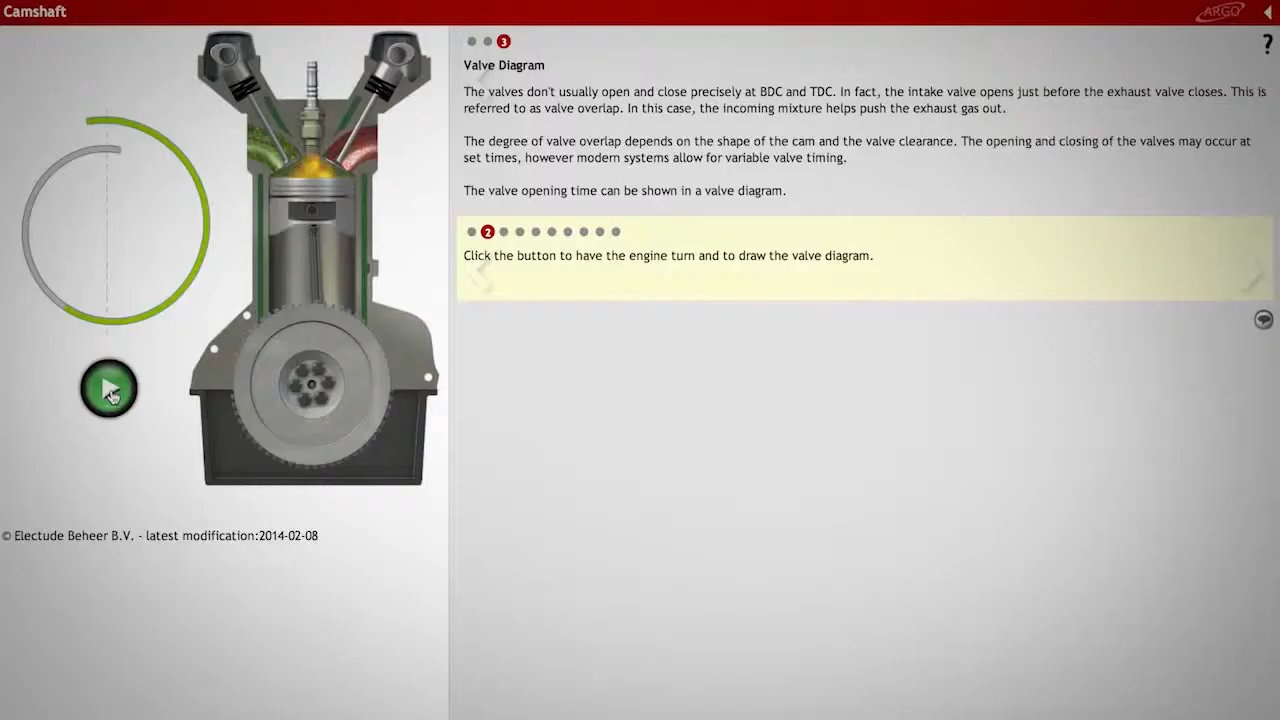 Camshaft
ARGO
3
?
Valve Diagram
The valves don't usually open and close precisely at BDC and TDC. In fact, the intake valve opens just before the exhaust valve closes. This is
referred to as valve overlap. In this case, the incoming mixture helps push the exhaust gas out.
The degree of valve overlap depends on the shape of the cam and the valve clearance. The opening and closing of the valves may occur at
set times, however modern systems allow for variable valve timing.
The valve opening time can be shown in a valve diagram.
2
Click the button to have the engine turn and to draw the valve diagram.
© Electude Beheer B.V. - latest modification:2014-02-08